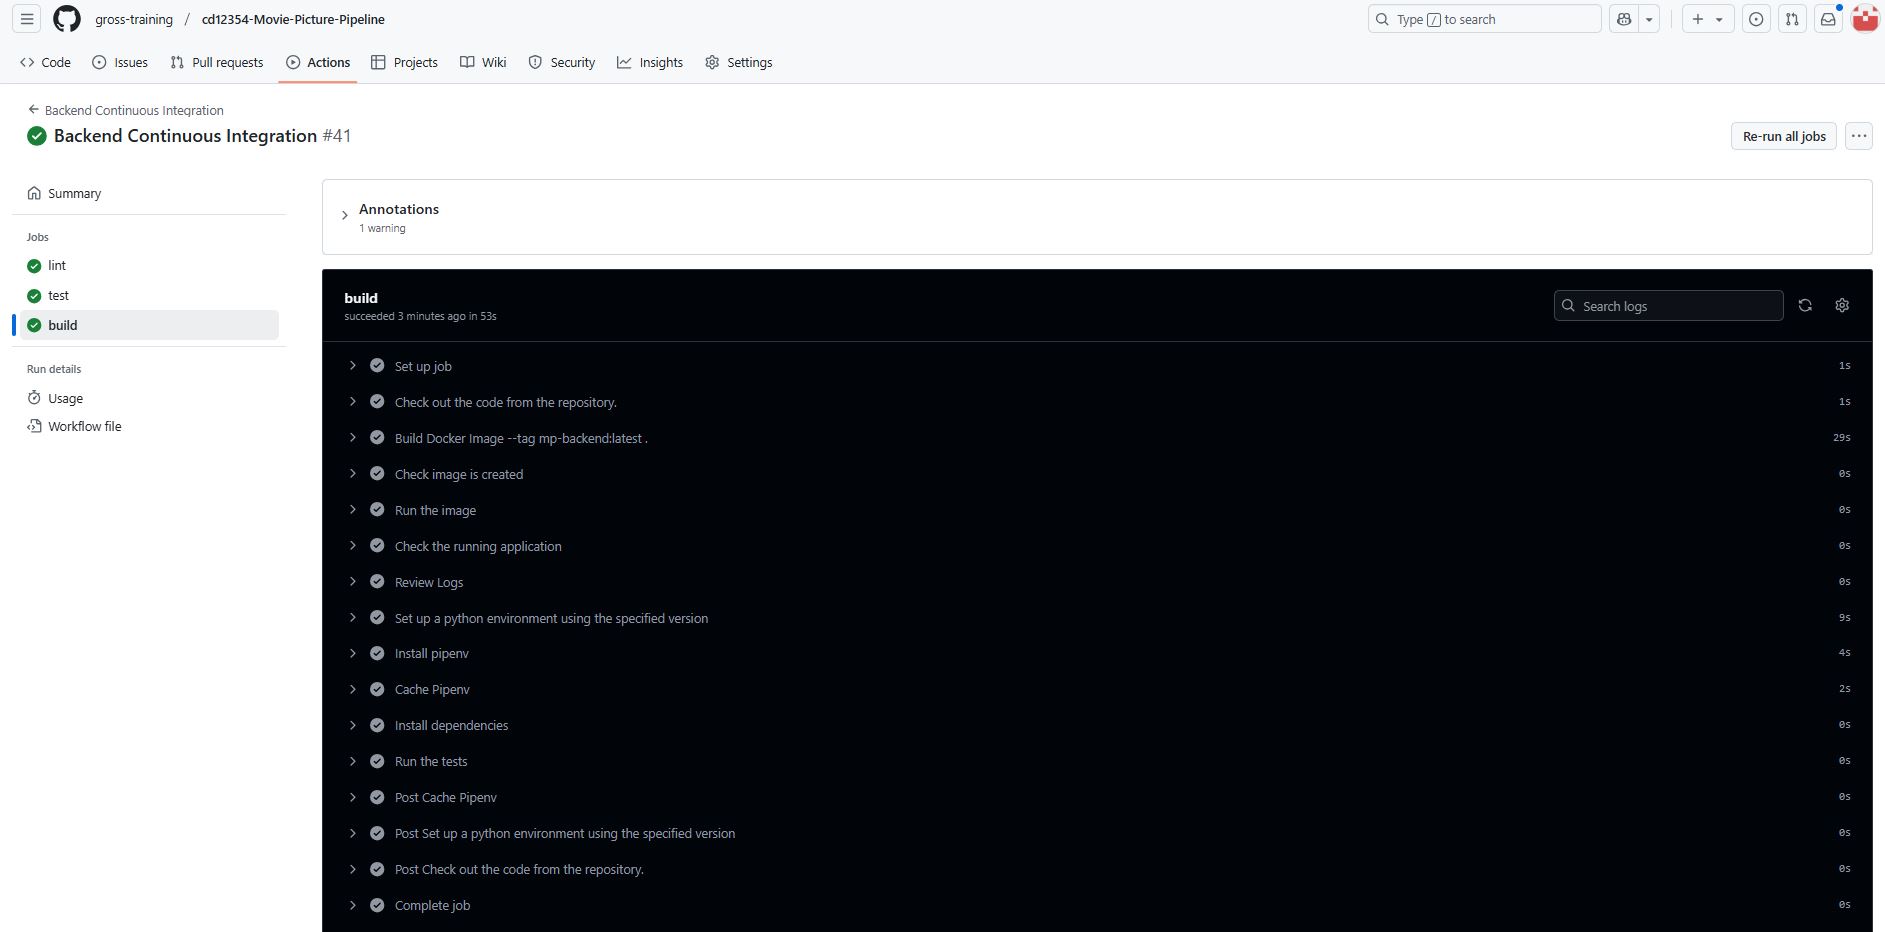 gross-training / cd12354-Movie-Picture-Pipeline
Type / to search
Code Issues Pull requests Actions Projects Wiki Security Insights Settings
Backend Continuous Integration
Backend Continuous Integration #41
Re-run all jobs
Summary
Jobs
lint
test
build
Run details
Usage
Workflow file
Annotations
1 warning
build
succeeded 3 minutes ago in 53s
Search logs
Set up job 1s
Check out the code from the repository. 1s
Build Docker Image --tag mp-backend:latest . 29s
Check image is created 0s
Run the image 0s
Check the running application 0s
Review Logs 0s
Set up a python environment using the specified version 9s
Install pipenv 4s
Cache Pipenv 2s
Install dependencies 0s
Run the tests 0s
Post Cache Pipenv 0s
Post Set up a python environment using the specified version 0s
Post Check out the code from the repository. 0s
Complete job 0s